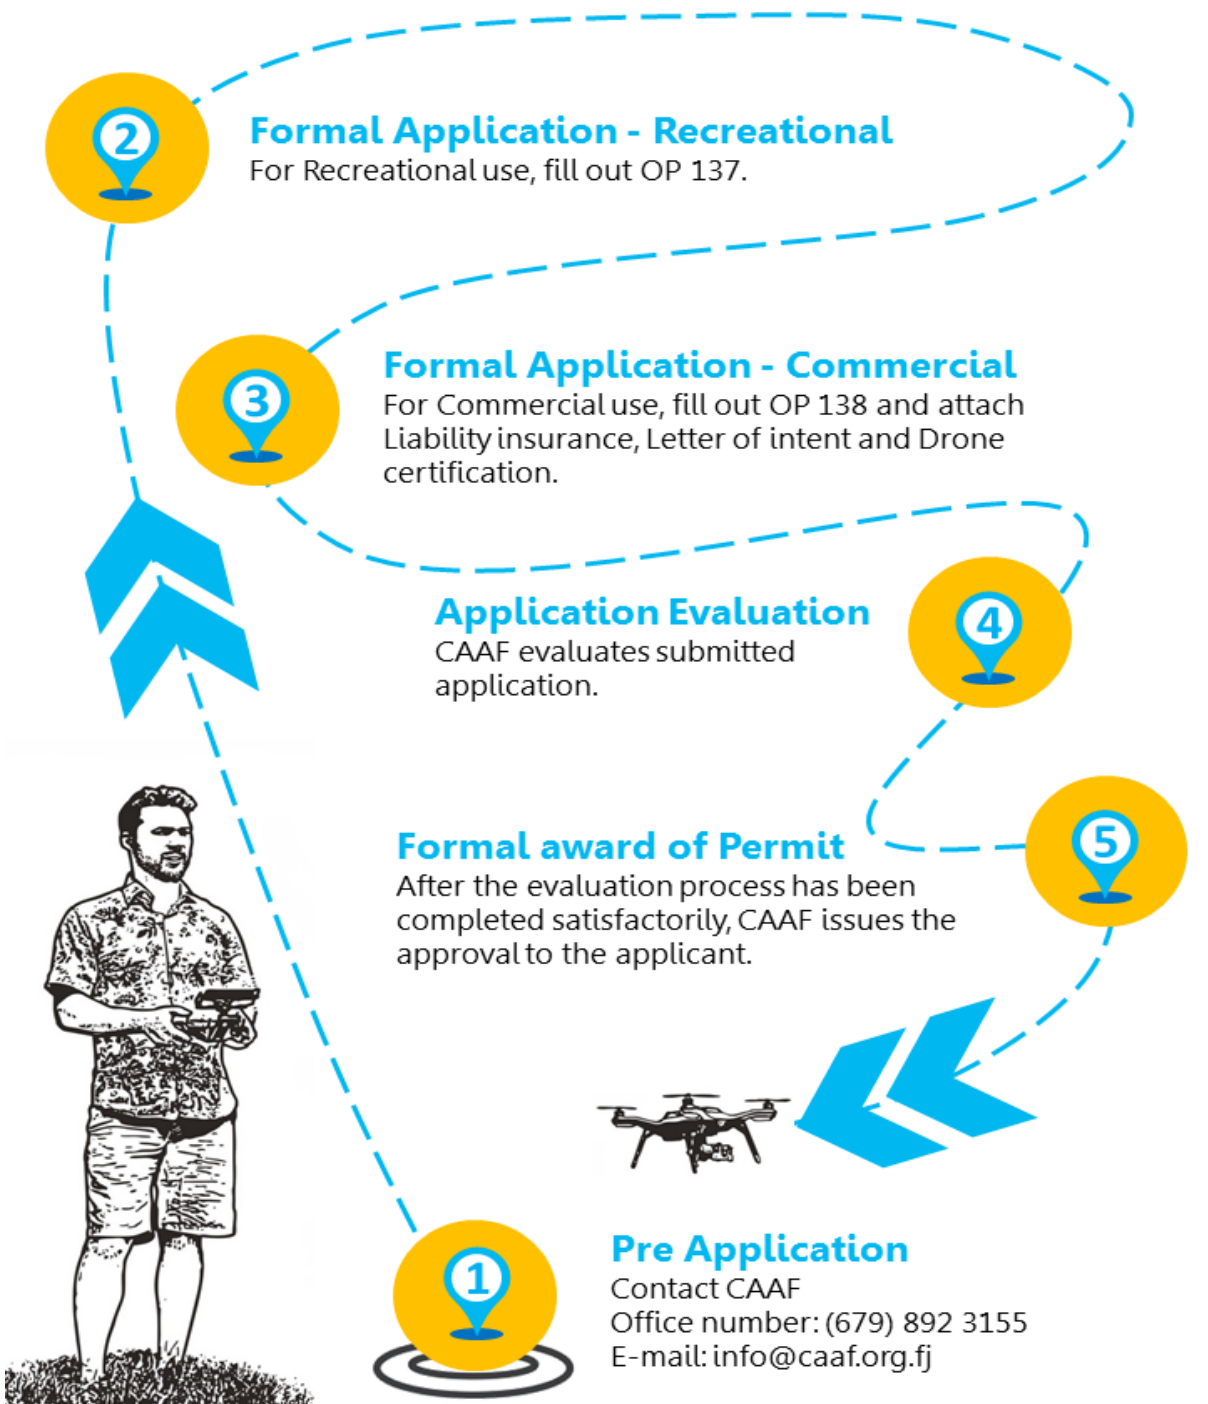 2
Formal Application - Recreational
For Recreational use, fill out OP 137.
3
Formal Application - Commercial
For Commercial use, fill out OP 138 and attach
Liability insurance, Letter of intent and Drone
certification.
4
Application Evaluation
CAAF evaluates submitted
application.
5
Formal award of Permit
After the evaluation process has been
completed satisfactorily, CAAF issues the
approval to the applicant.
1
Pre Application
Contact CAAF
Office number: (679) 892 3155
E-mail: info@caaf.org.fj